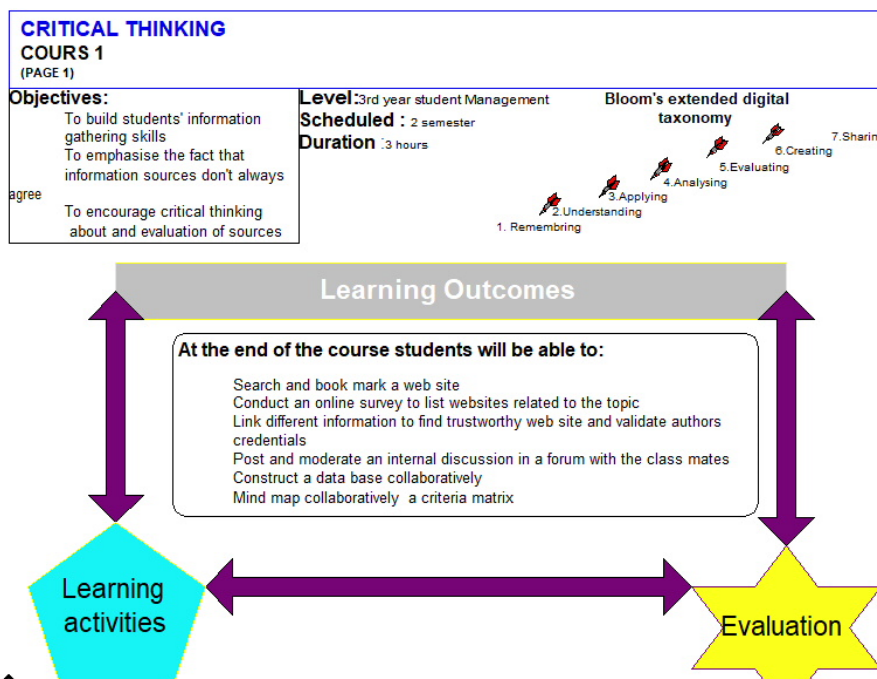 CRITICAL THINKING
COURS 1
(PAGE 1)
Objectives:
To build students' information
gathering skills
To emphasise the fact that
information sources don't always
agree
To encourage critical thinking
about and evaluation of sources
Level:3rd year student Management
Scheduled : 2 semester
Duration :3 hours
Bloom's extended digital
taxonomy
1. Remembring
2.Understanding
3.Applying
4.Analysing
5.Evaluating
6.Creating
7.Sharin
Learning Outcomes
At the end of the course students will be able to:
Search and book mark a web site
Conduct an online survey to list websites related to the topic
Link different information to find trustworthy web site and validate authors
credentials
Post and moderate an internal discussion in a forum with the class mates
Construct a data base collaboratively
Mind map collaboratively a criteria matrix
Learning
activities
Evaluation